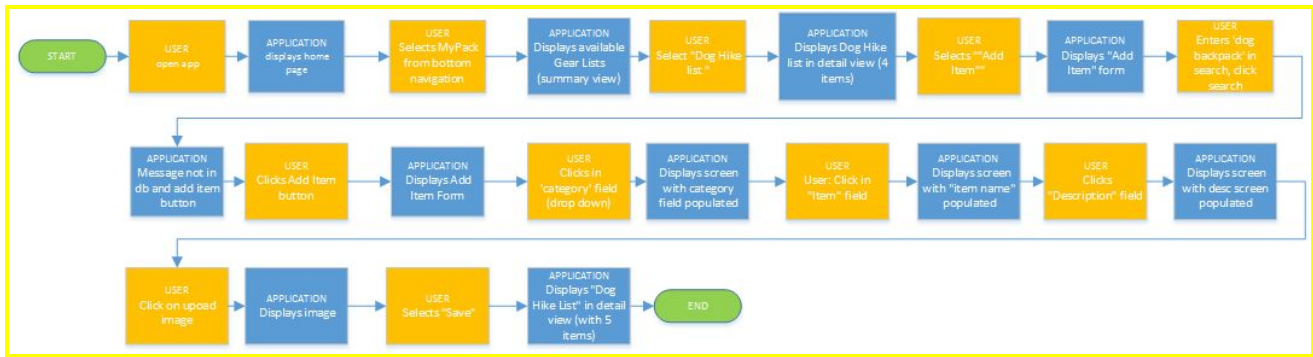 START
USER
open app
APPLICATION
displays home
page
USER
Selects MyPack
from bottom
navigation
APPLICATION
Displays available
Gear Lists
(summary view)
USER
Select "Dog Hike
list "
APPLICATION
Displays Dog Hike
list in detail view (4
items)
USER
Selects ""Add
Item""
APPLICATION
Displays "Add
Item" form
USER
Enters 'dog
backpack' in
search, click
search
APPLICATION
Message not in
db and add item
button
USER
Clicks Add Item
button
APPLICATION
Displays Add
Item Form
USER
Clicks in
'category' field
(drop down)
APPLICATION
Displays screen
with category
field populated
USER
User: Click in
"Item" field
APPLICATION
Displays screen
with "item name"
populated
USER
Clicks
"Description" field
APPLICATION
Displays screen
with desc screen
populated
USER
Click on upoad
image
APPLICATION
Displays image
USER
Selects "Save"
APPLICATION
Displays "Dog
Hike List" in detail
view (with 5
items)
END